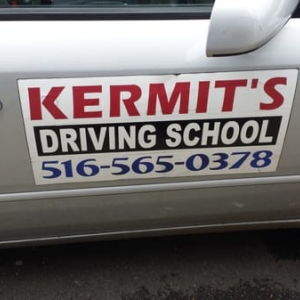 KERMIT'S
DRIVING SCHOOL
516-565-0378